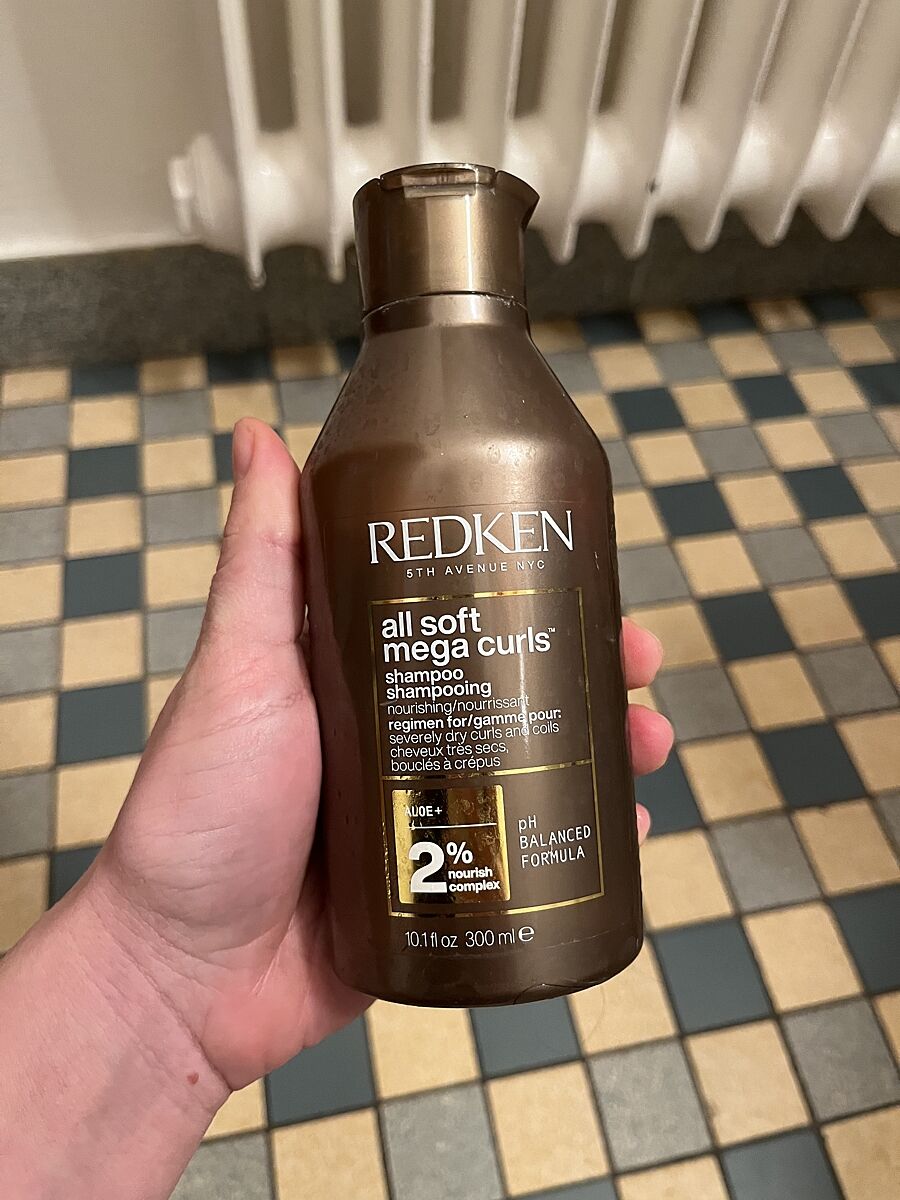 REDKEN
5TH AVENUE NYC
all soft
mega curls™
shampoo
shampooing
nourishing/nourrissant
regimen for/gamme pour:
severely dry curls and coils
cheveux très secs,
bouclés à crépus
ALOE+
2%
nourish
complex
pH
BALANCED
FORMULA
10.1 fl oz 300 ml ℮